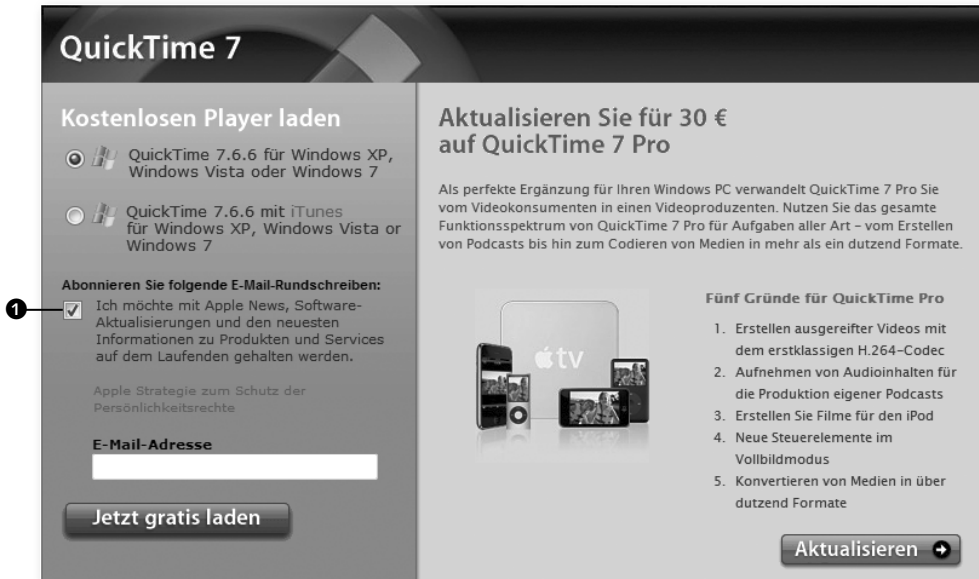 QuickTime 7
Kostenlosen Player laden
QuickTime 7.6.6 für Windows XP,
Windows Vista oder Windows 7
QuickTime 7.6.6 mit iTunes
für Windows XP, Windows Vista or
Windows 7
Abonnieren Sie folgende E-Mail-Rundschreiben:
1
Ich möchte mit Apple News, Software-
Aktualisierungen und den neuesten
Informationen zu Produkten und Services
auf dem Laufenden gehalten werden.
Apple Strategie zum Schutz der
Persönlichkeitsrechte
E-Mail-Adresse
Jetzt gratis laden
Aktualisieren Sie für 30 €
auf QuickTime 7 Pro
Als perfekte Ergänzung für Ihren Windows PC verwandelt QuickTime 7 Pro Sie
vom Videokonsumenten in einen Videoproduzenten. Nutzen Sie das gesamte
Funktionsspektrum von QuickTime 7 Pro für Aufgaben aller Art – vom Erstellen
von Podcasts bis hin zum Codieren von Medien in mehr als ein dutzend Formate.
tv
Fünf Gründe für QuickTime Pro
1. Erstellen ausgereifter Videos mit
dem erstklassigen H.264-Codec
2. Aufnehmen von Audioinhalten für
die Produktion eigener Podcasts
3. Erstellen Sie Filme für den iPod
4. Neue Steuerelemente im
Vollbildmodus
5. Konvertieren von Medien in über
dutzend Formate
Aktualisieren